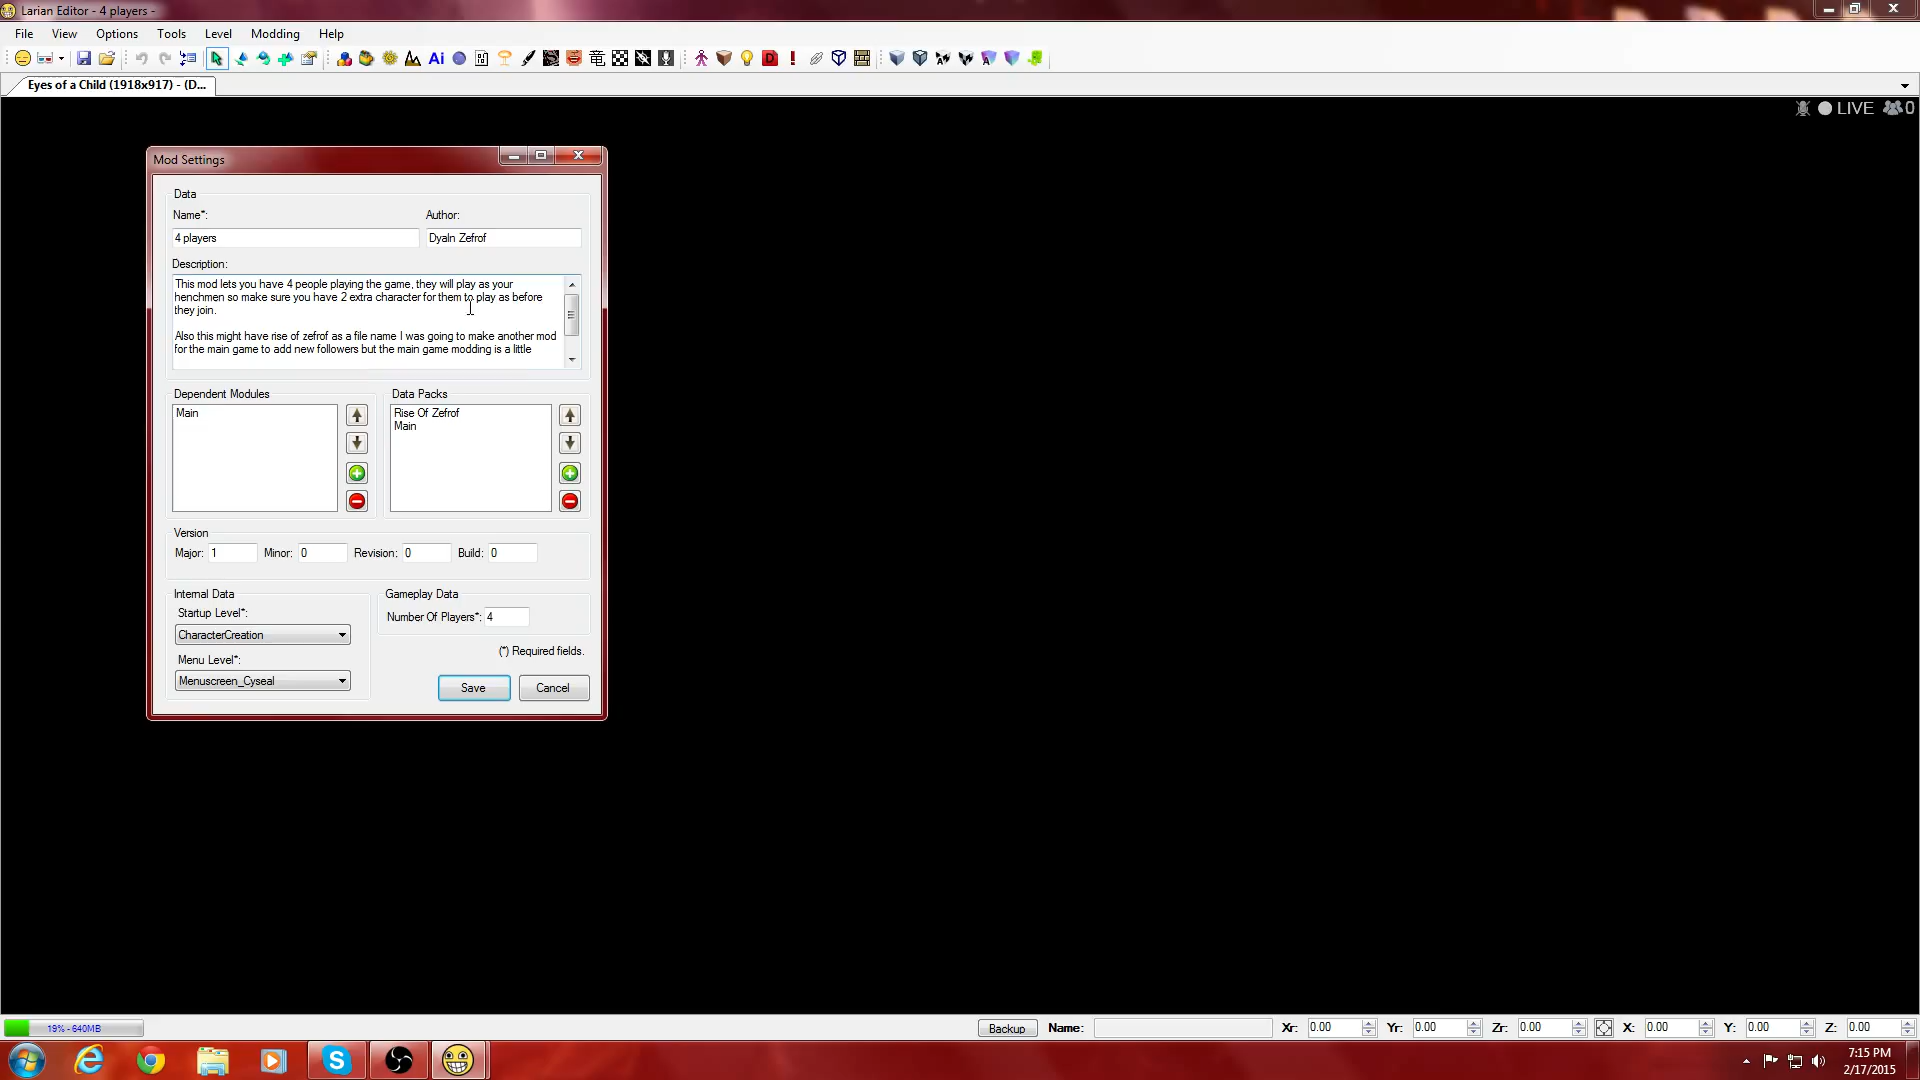 Larian Editor - 4 players -
File View Options Tools Level Modding Help
Ai
Eyes of a Child (1918x917) - (D...
LIVE 0
Mod Settings
Data
Name*: Author:
4 players Dyaln Zefrof
Description:
This mod lets you have 4 people playing the game, they will play as your
henchmen so make sure you have 2 extra character for them to play as before
they join.
Also this might have rise of zefrof as a file name I was going to make another mod
for the main game to add new followers but the main game modding is a little
Dependent Modules Data Packs
Main Rise Of Zefrof
Main
Version
Major: 1 Minor: 0 Revision: 0 Build: 0
Internal Data Gameplay Data
Startup Level*: Number Of Players*: 4
CharacterCreation
(*) Required fields.
Menu Level*:
Menuscreen_Cyseal Save Cancel
19% - 640MB Backup Name: Xr: 0.00 Yr: 0.00 Zr: 0.00 X: 0.00 Y: 0.00 Z: 0.00
7:15 PM
2/17/2015